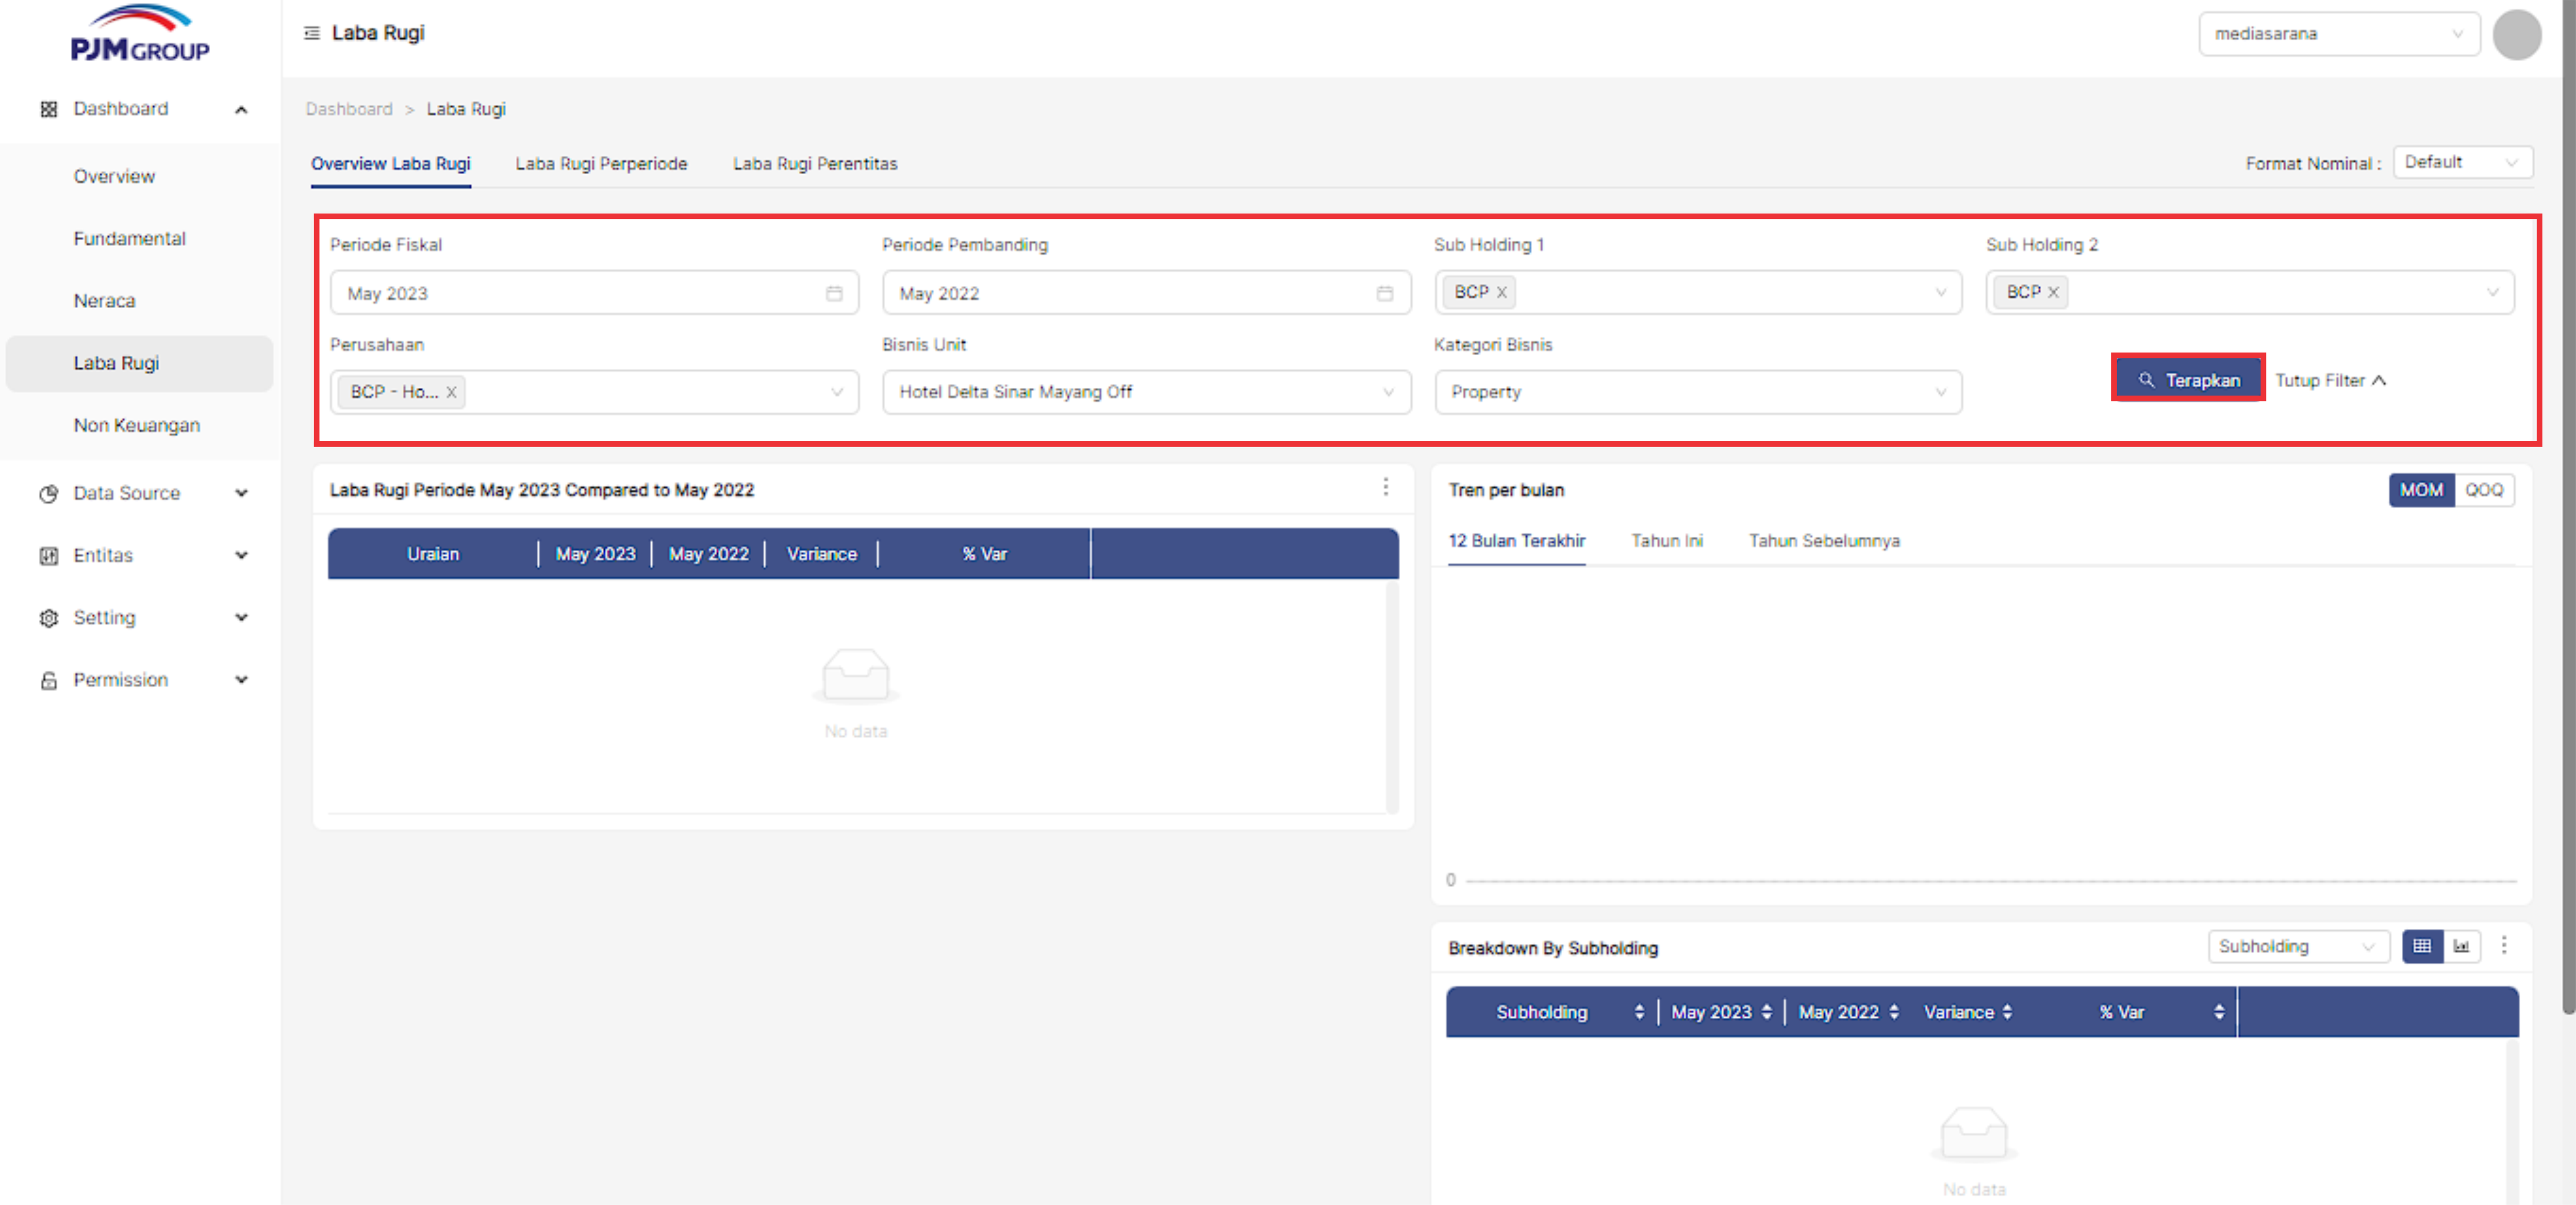 PJMGROUP
Laba Rugi
mediasarana
Dashboard
Overview
Fundamental
Neraca
Laba Rugi
Non Keuangan
Data Source
Entitas
Setting
Permission
Dashboard > Laba Rugi
Overview Laba Rugi Laba Rugi Perperiode Laba Rugi Perentitas
Format Nominal : Default
Periode Fiskal Periode Pembanding Sub Holding 1 Sub Holding 2
May 2023 May 2022 BCP X BCP X
Perusahaan Bisnis Unit Kategori Bisnis
BCP - Ho... X Hotel Delta Sinar Mayang Off Property
Terapkan Tutup Filter
Laba Rugi Periode May 2023 Compared to May 2022
Uraian May 2023 May 2022 Variance % Var
No data
Tren per bulan MOM QOQ
12 Bulan Terakhir Tahun Ini Tahun Sebelumnya
0
Breakdown By Subholding Subholding
Subholding May 2023 May 2022 Variance % Var
No data